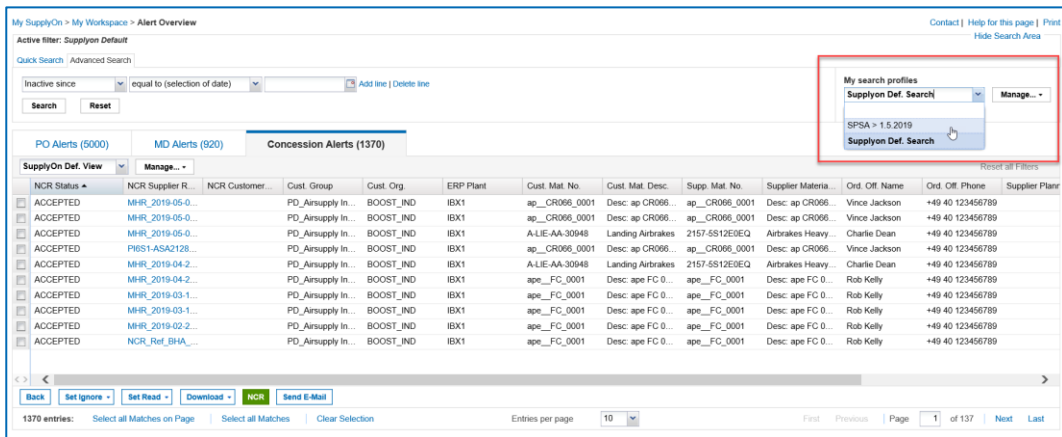 My SupplyOn > My Workspace > Alert Overview
Contact | Help for this page | Print
Active filter: Supplyon Default
Hide Search Area
Quick Search Advanced Search
Inactive since equal to (selection of date) Add line | Delete line
Search Reset
My search profiles
Supplyon Def. Search Manage...
SPSA > 1.5.2019
Supplyon Def. Search
PO Alerts (5000) MD Alerts (920) Concession Alerts (1370)
SupplyOn Def. View Manage... Reset all Filters
NCR Status NCR Supplier R... NCR Customer... Cust. Group Cust. Org. ERP Plant Cust. Mat. No. Cust. Mat. Desc. Supp. Mat. No. Supplier Materia... Ord. Off. Name Ord. Off. Phone Supplier Plann
ACCEPTED MHR_2019-05-0... PD_Airsupply In... BOOST_IND IBX1 ap__CR066_0001 Desc: ap CR066... ap__CR066_0001 Desc: ap CR066... Vince Jackson +49 40 123456789
ACCEPTED MHR_2019-05-0... PD_Airsupply In... BOOST_IND IBX1 ap__CR066_0001 Desc: ap CR066... ap__CR066_0001 Desc: ap CR066... Vince Jackson +49 40 123456789
ACCEPTED MHR_2019-05-0... PD_Airsupply In... BOOST_IND IBX1 A-LIE-AA-30948 Landing Airbrakes 2157-5S12E0EQ Airbrakes Heavy... Charlie Dean +49 40 123456789
ACCEPTED PI6S1-ASA2128... PD_Airsupply In... BOOST_IND IBX1 ap__CR066_0001 Desc: ap CR066... ap__CR066_0001 Desc: ap CR066... Vince Jackson +49 40 123456789
ACCEPTED MHR_2019-04-2... PD_Airsupply In... BOOST_IND IBX1 A-LIE-AA-30948 Landing Airbrakes 2157-5S12E0EQ Airbrakes Heavy... Charlie Dean +49 40 123456789
ACCEPTED MHR_2019-04-2... PD_Airsupply In... BOOST_IND IBX1 ape__FC_0001 Desc: ape FC 0... ape__FC_0001 Desc: ape FC 0... Rob Kelly +49 40 123456789
ACCEPTED MHR_2019-03-1... PD_Airsupply In... BOOST_IND IBX1 ape__FC_0001 Desc: ape FC 0... ape__FC_0001 Desc: ape FC 0... Rob Kelly +49 40 123456789
ACCEPTED MHR_2019-03-1... PD_Airsupply In... BOOST_IND IBX1 ape__FC_0001 Desc: ape FC 0... ape__FC_0001 Desc: ape FC 0... Rob Kelly +49 40 123456789
ACCEPTED MHR_2019-02-2... PD_Airsupply In... BOOST_IND IBX1 ape__FC_0001 Desc: ape FC 0... ape__FC_0001 Desc: ape FC 0... Rob Kelly +49 40 123456789
ACCEPTED NCR_Ref_BHA_... PD_Airsupply In... BOOST_IND IBX1 ape__FC_0001 Desc: ape FC 0... ape__FC_0001 Desc: ape FC 0... Rob Kelly +49 40 123456789
Back Set Ignore Set Read Download NCR Send E-Mail
1370 entries: Select all Matches on Page Select all Matches Clear Selection Entries per page 10 First Previous Page 1 of 137 Next Last